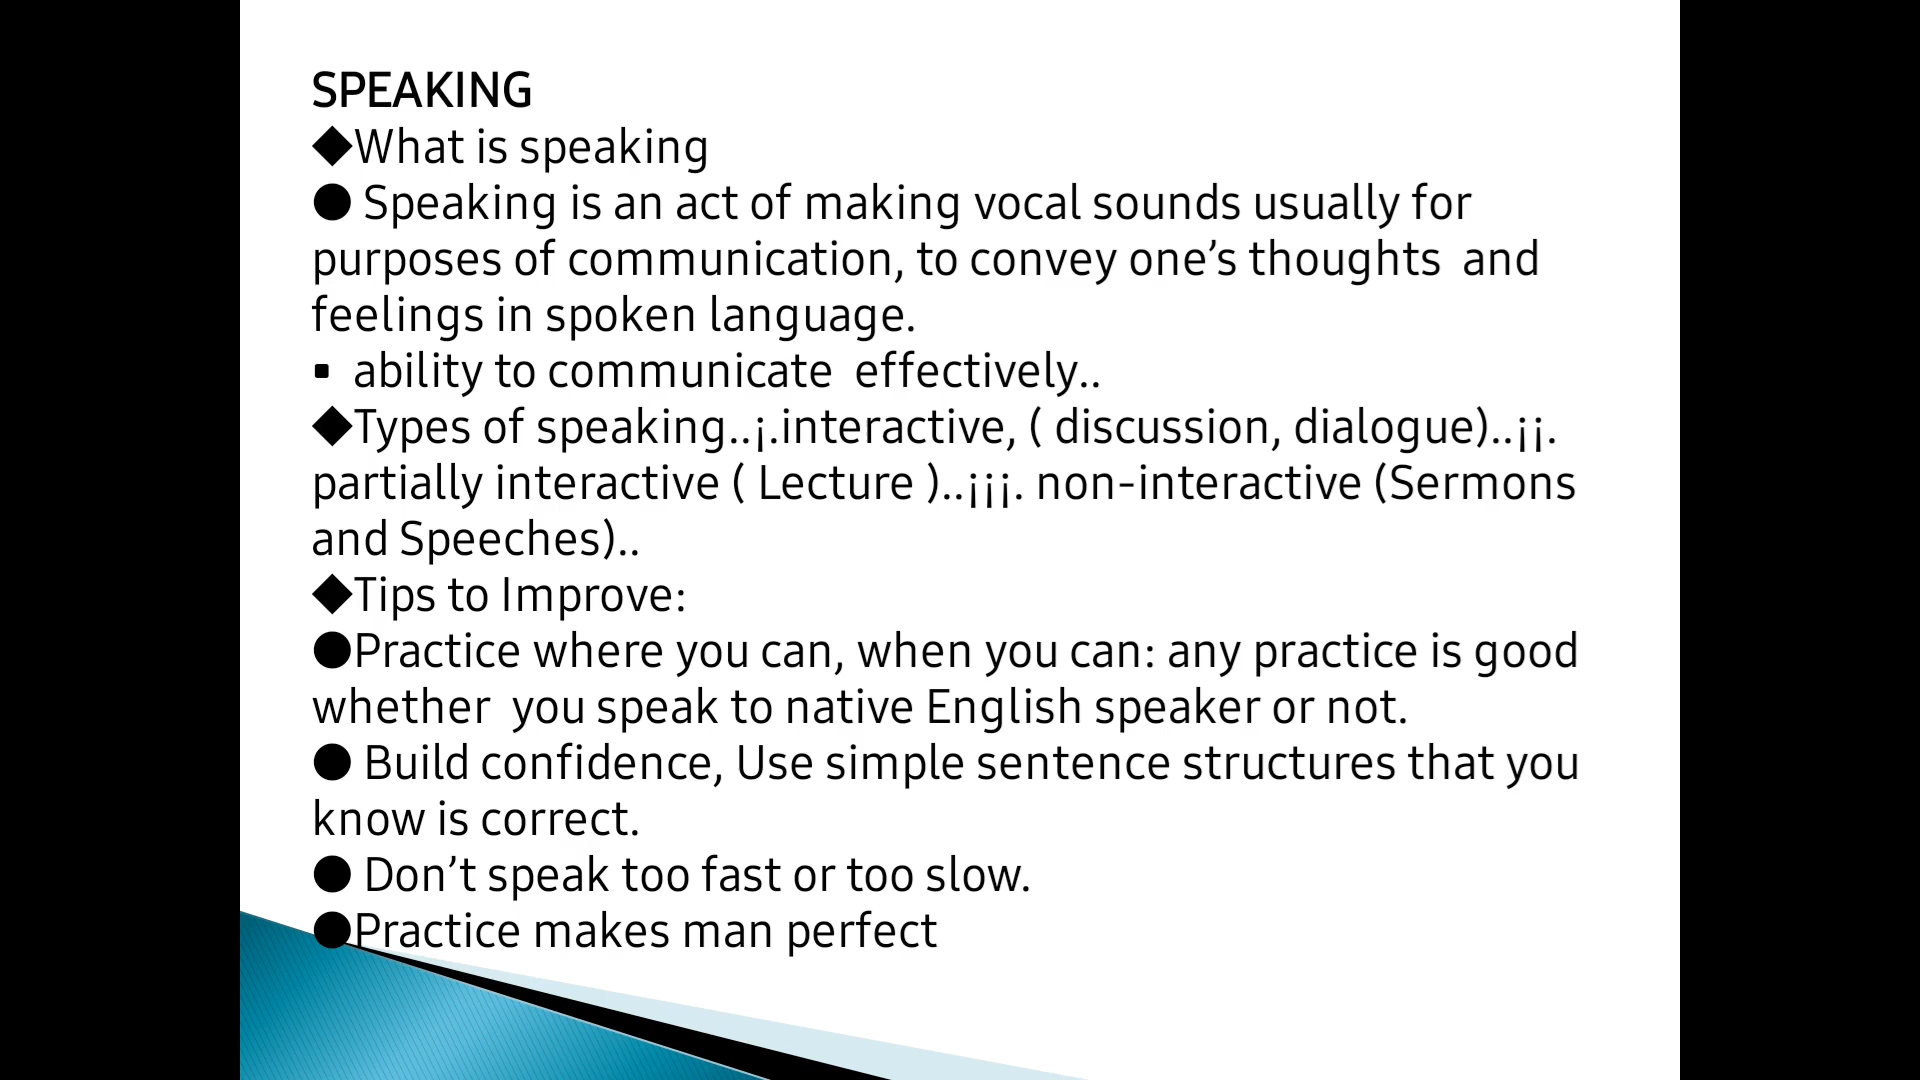 SPEAKING
◆What is speaking
● Speaking is an act of making vocal sounds usually for
purposes of communication, to convey one’s thoughts  and
feelings in spoken language.
▪ ability to communicate  effectively..
◆Types of speaking..¡.interactive, ( discussion, dialogue)..¡¡.
partially interactive ( Lecture )..¡¡¡. non-interactive (Sermons
and Speeches)..
◆Tips to Improve:
●Practice where you can, when you can: any practice is good
whether  you speak to native English speaker or not.
● Build confidence, Use simple sentence structures that you
know is correct.
● Don’t speak too fast or too slow.
●Practice makes man perfect